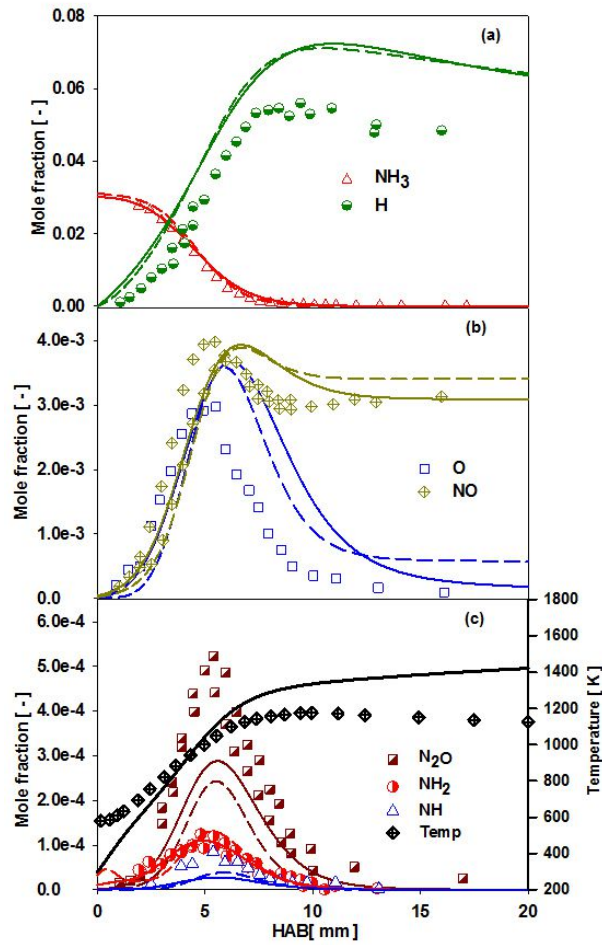 (a)
0.08
0.06
0.04
0.02
0.00
Mole fraction [ - ]
NH3
H
(b)
4.0e-3
3.0e-3
2.0e-3
1.0e-3
0.0
Mole fraction[ - ]
O
NO
(c)
6.0e-4
5.0e-4
4.0e-4
3.0e-4
2.0e-4
1.0e-4
0.0
Mole fraction [ - ]
1800
1600
1400
1200
1000
800
600
400
200
Temperature [ K]
N2O
NH2
NH
Temp
0 5 10 15 20
HAB[ mm]